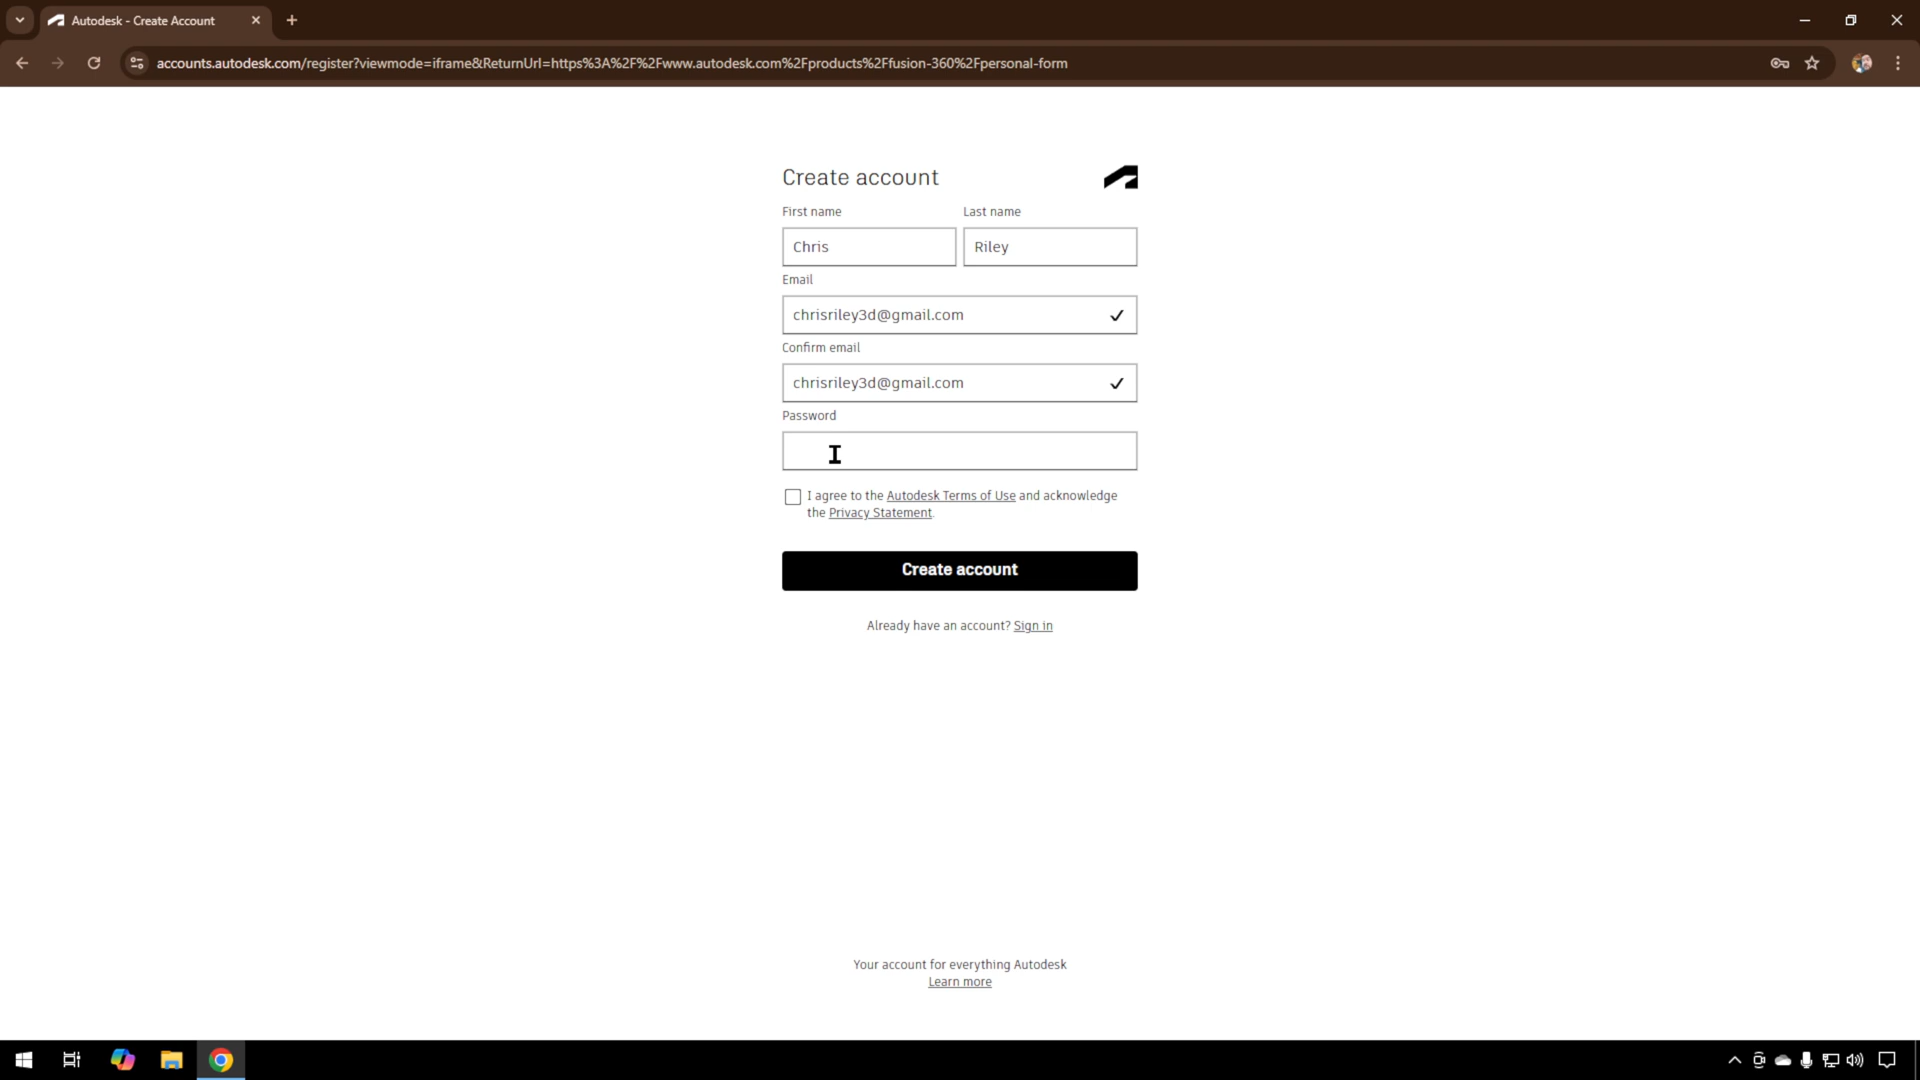 Autodesk - Create Account
accounts.autodesk.com/register?viewmode=iframe&ReturnUrl=https%3A%2F%2Fwww.autodesk.com%2Fproducts%2Ffusion-360%2Fpersonal-form
Create account
First name Last name
Chris Riley
Email
chrisriley3d@gmail.com
Confirm email
chrisriley3d@gmail.com
Password
I agree to the Autodesk Terms of Use and acknowledge
the Privacy Statement.
Create account
Already have an account? Sign in
Your account for everything Autodesk
Learn more